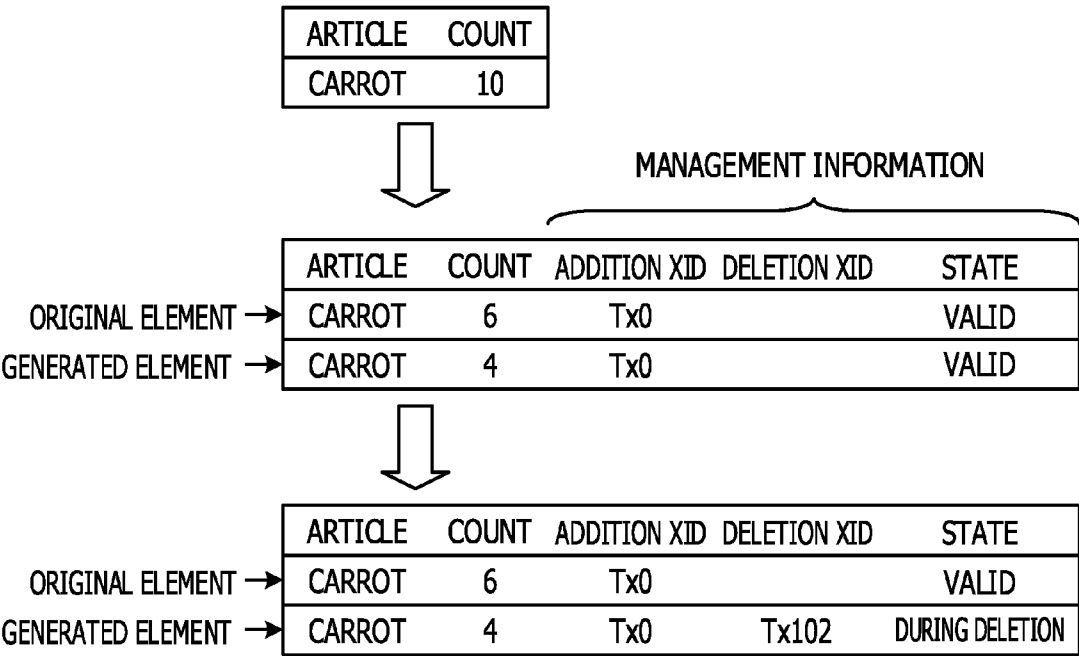 ARTICLE COUNT
CARROT 10
MANAGEMENT INFORMATION
ARTICLE COUNT ADDITION XID DELETION XID STATE
ORIGINAL ELEMENT CARROT 6 Tx0 VALID
GENERATED ELEMENT CARROT 4 Tx0 VALID
ARTICLE COUNT ADDITION XID DELETION XID STATE
ORIGINAL ELEMENT CARROT 6 Tx0 VALID
GENERATED ELEMENT CARROT 4 Tx0 Tx102 DURING DELETION